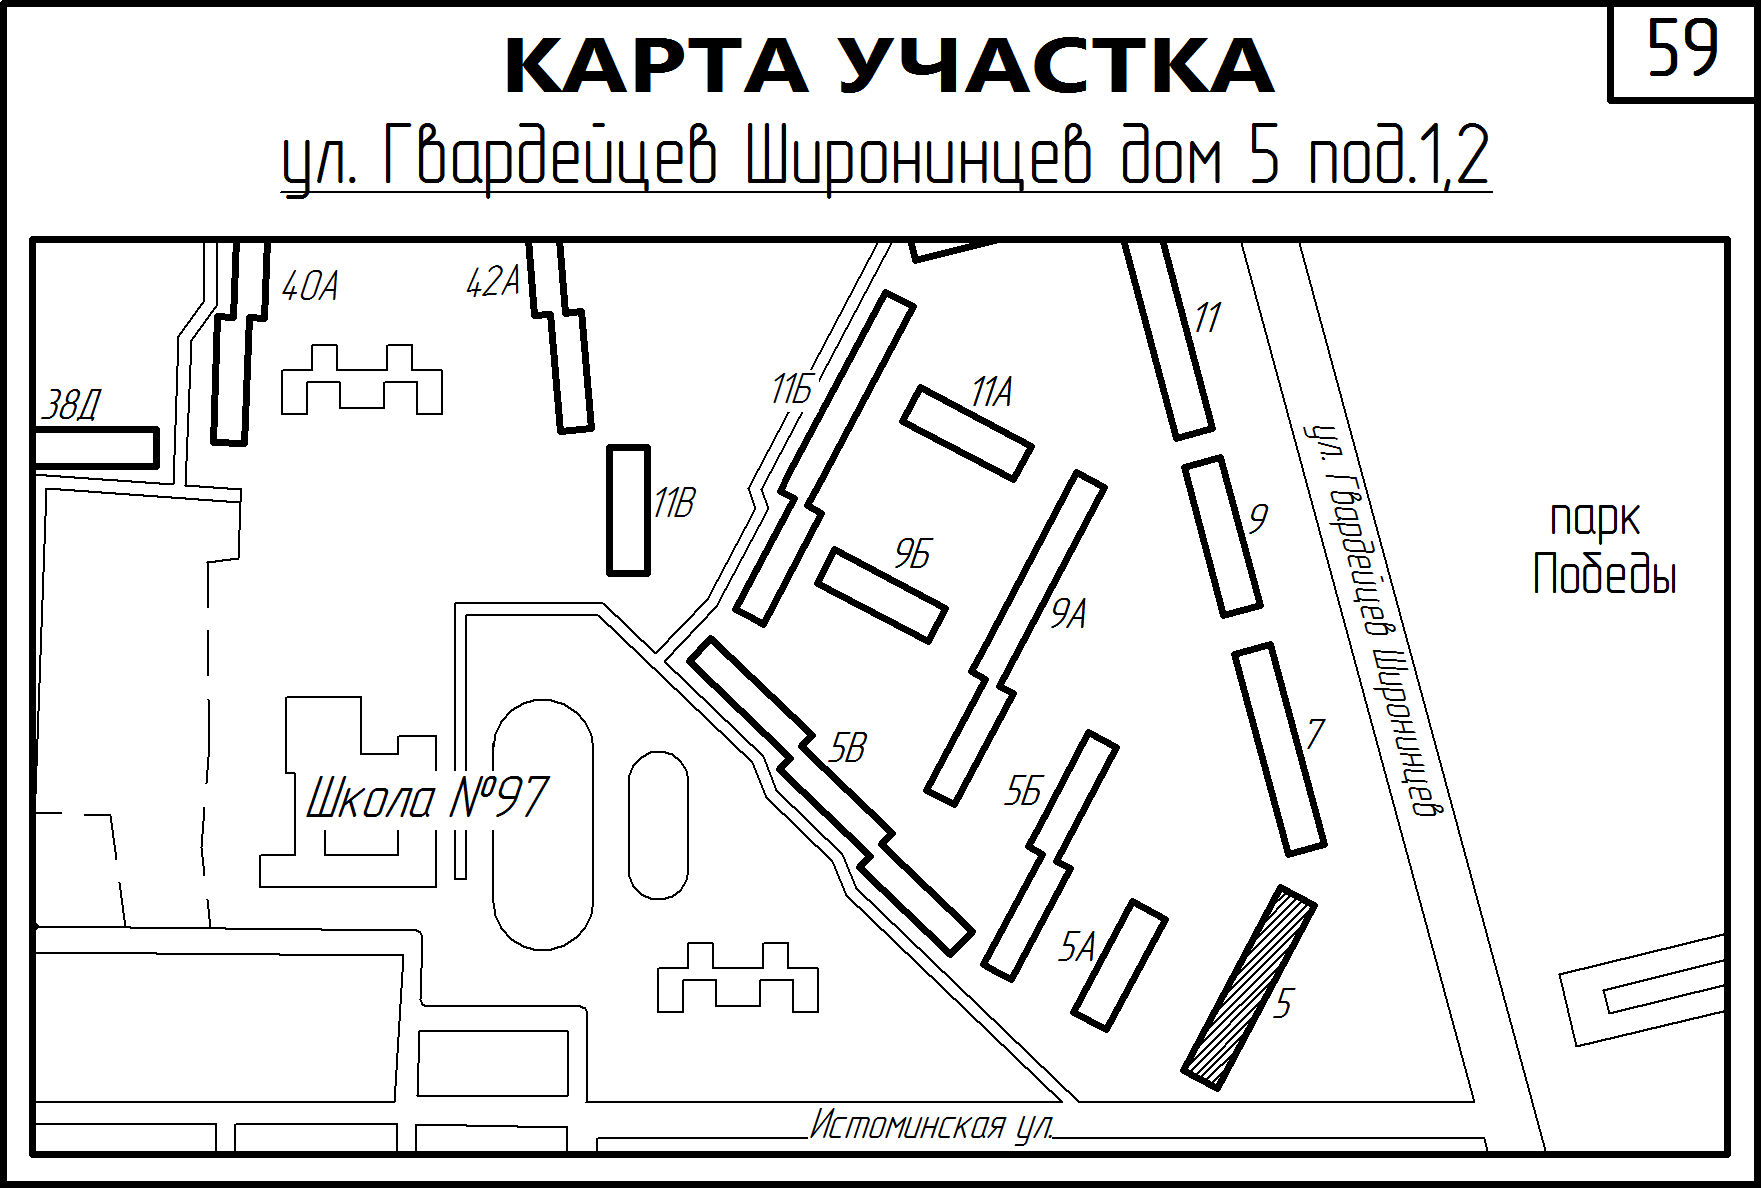 59
КАРТА УЧАСТКА
ул. Гвардейцев Широнинцев дом 5 под.1,2
40А
42А
11
38Д
11Б
11А
11В
9
9Б
9А
ул. Гвардейцев Широнинцев
парк
Победы
7
5В
5Б
Школа №97
5А
5
Истоминская ул.